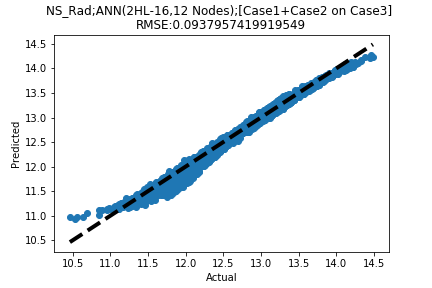 NS_Rad;ANN(2HL-16,12 Nodes);[Case1+Case2 on Case3]
RMSE:0.0937957419919549
14.5
14.0
13.5
13.0
12.5
12.0
11.5
11.0
10.5
Predicted
10.5 11.0 11.5 12.0 12.5 13.0 13.5 14.0 14.5
Actual